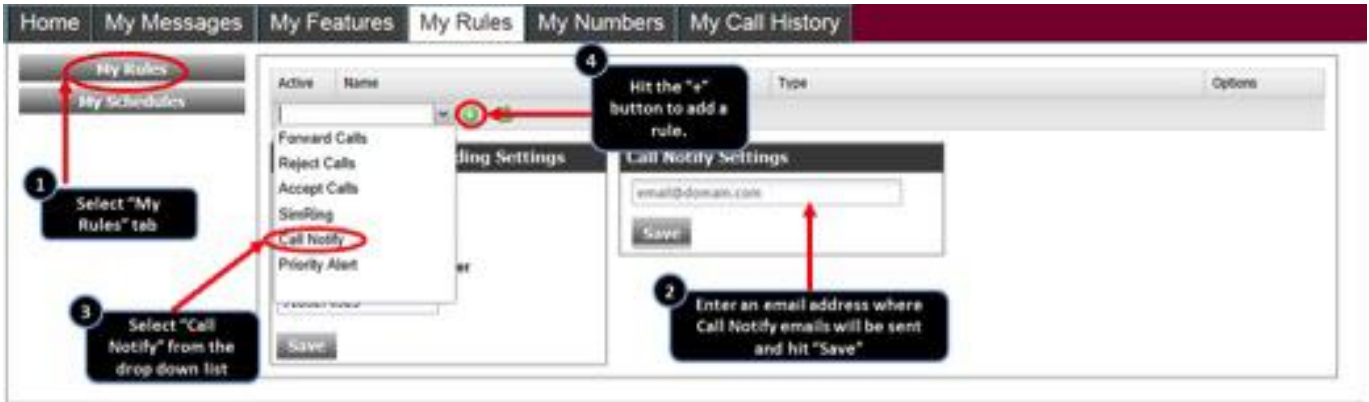 Home My Messages My Features My Rules My Numbers My Call History
My Rules
My Schedules
Active Name Type Options
4
Hit the "+"
button to add a
rule.
Forward Calls
Reject Calls
Accept Calls
SimRing
Call Notify
Priority Alert
Settings
Call Notify Settings
email@domain.com
Save
1
Select "My
Rules" tab
2
Enter an email address where
Call Notify emails will be sent
and hit "Save"
3
Select "Call
Notify" from the
drop down list
Save